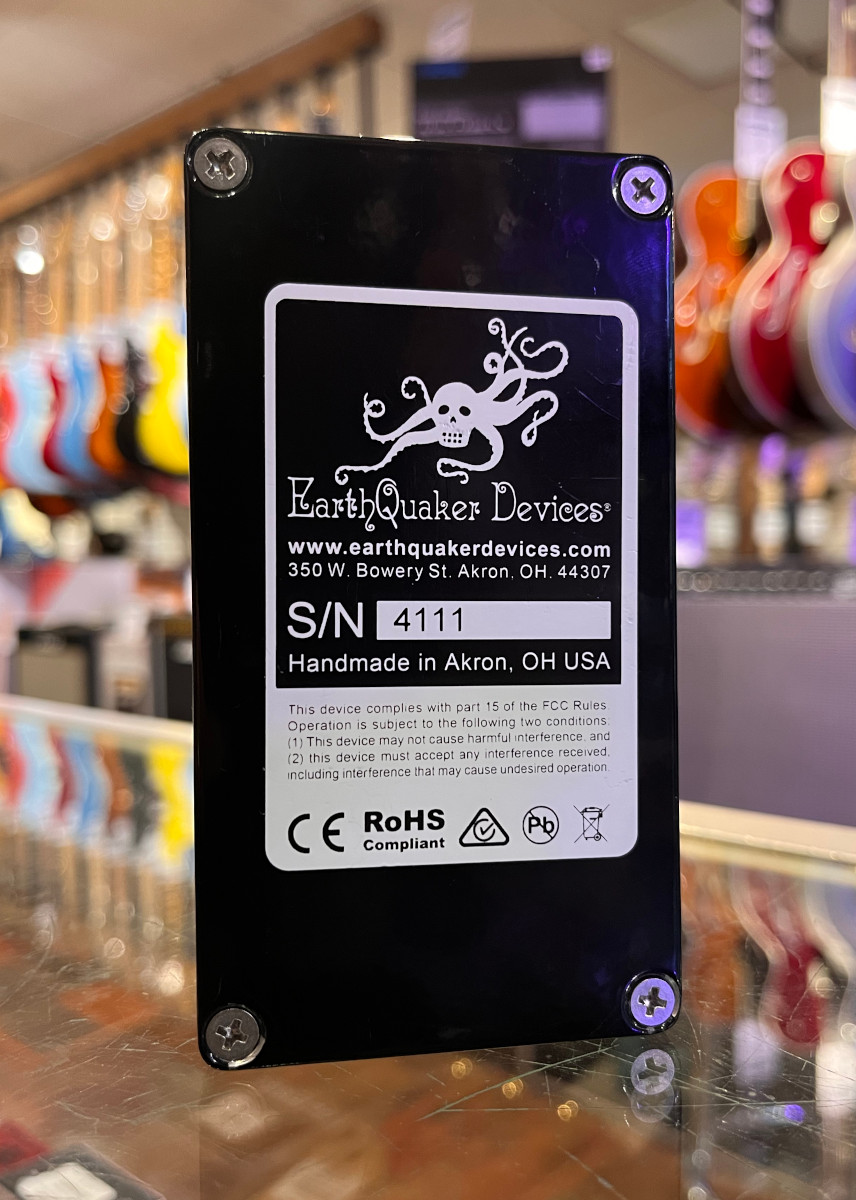 EarthQuaker Devices®
www.earthquakerdevices.com
350 W. Bowery St. Akron, OH. 44307
S/N 4111
Handmade in Akron, OH USA
This device complies with part 15 of the FCC Rules.
Operation is subject to the following two conditions:
(1) This device may not cause harmful interference, and
(2) this device must accept any interference received,
including interference that may cause undesired operation.
CE RoHS Compliant Pb